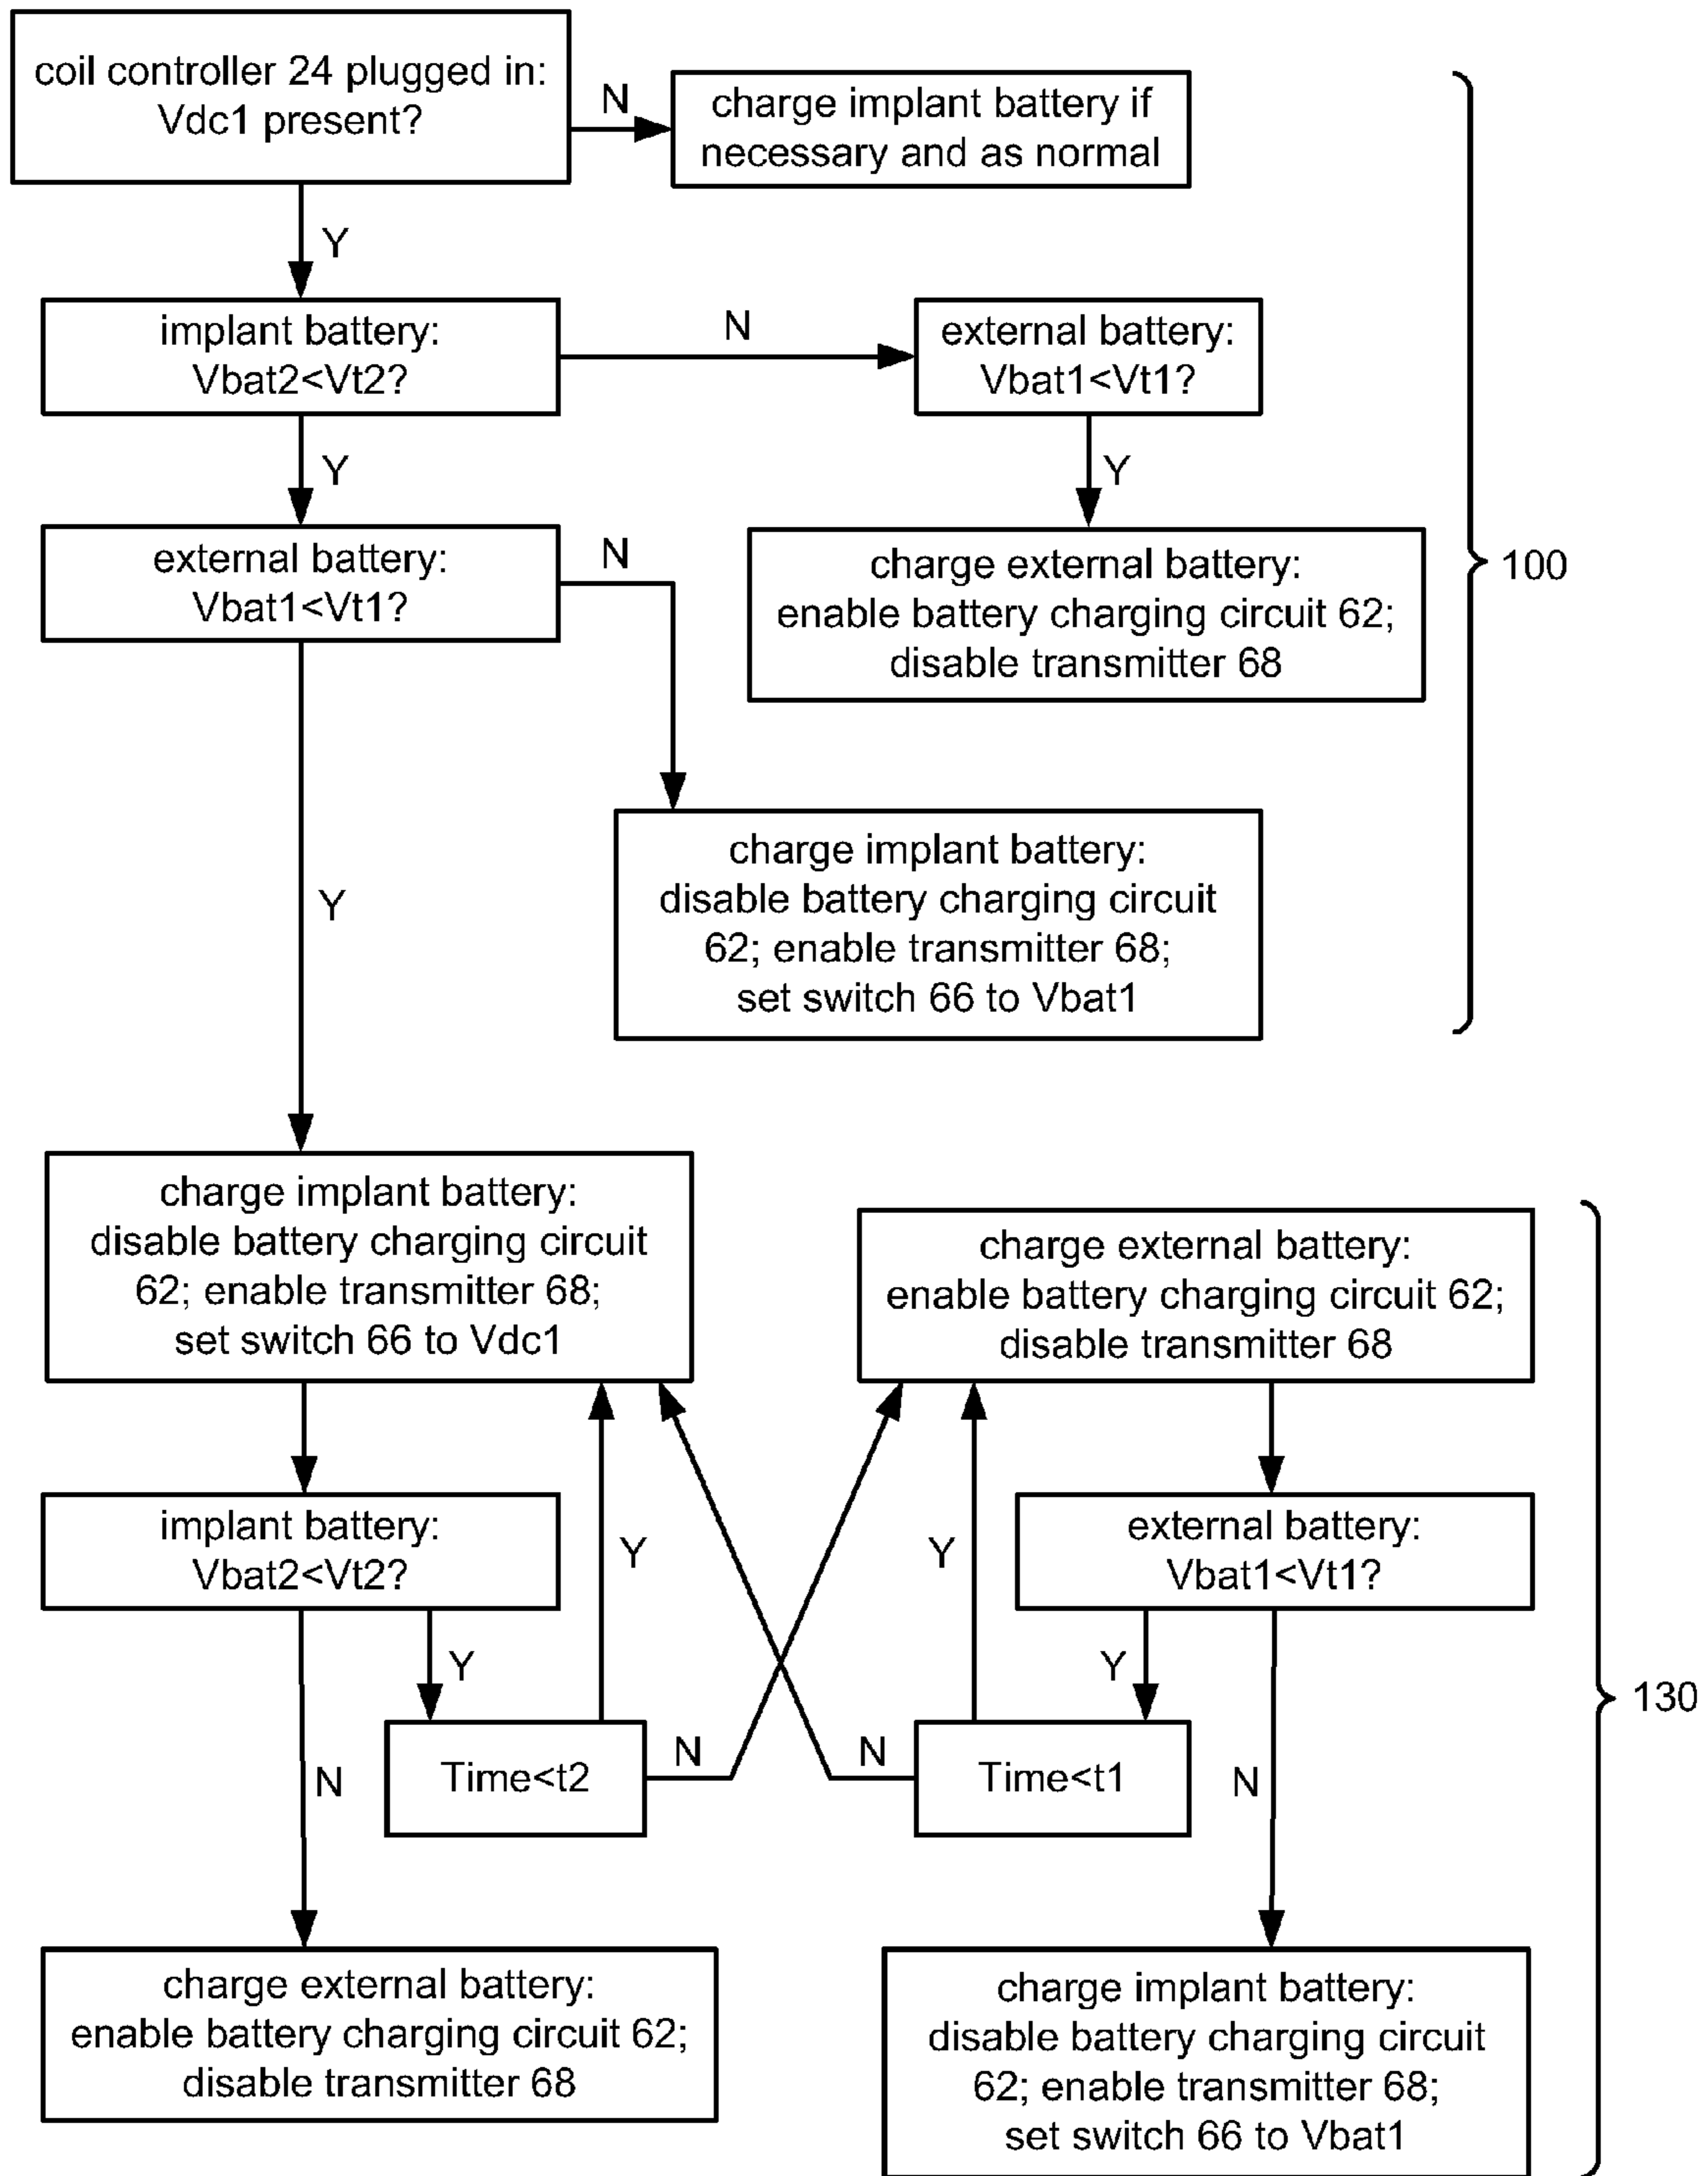 coil controller 24 plugged in:
Vdc1 present?
N
charge implant battery if
necessary and as normal
Y
implant battery:
Vbat2<Vt2?
N
external battery:
Vbat1<Vt1?
Y
Y
external battery:
Vbat1<Vt1?
N
charge external battery:
enable battery charging circuit 62;
disable transmitter 68
100
charge implant battery:
disable battery charging circuit
62; enable transmitter 68;
set switch 66 to Vbat1
Y
charge implant battery:
disable battery charging circuit
62; enable transmitter 68;
set switch 66 to Vdc1
charge external battery:
enable battery charging circuit 62;
disable transmitter 68
implant battery:
Vbat2<Vt2?
Y
Y
external battery:
Vbat1<Vt1?
Y
Y
130
N
Time<t2
N
N
Time<t1
N
charge external battery:
enable battery charging circuit 62;
disable transmitter 68
charge implant battery:
disable battery charging circuit
62; enable transmitter 68;
set switch 66 to Vbat1